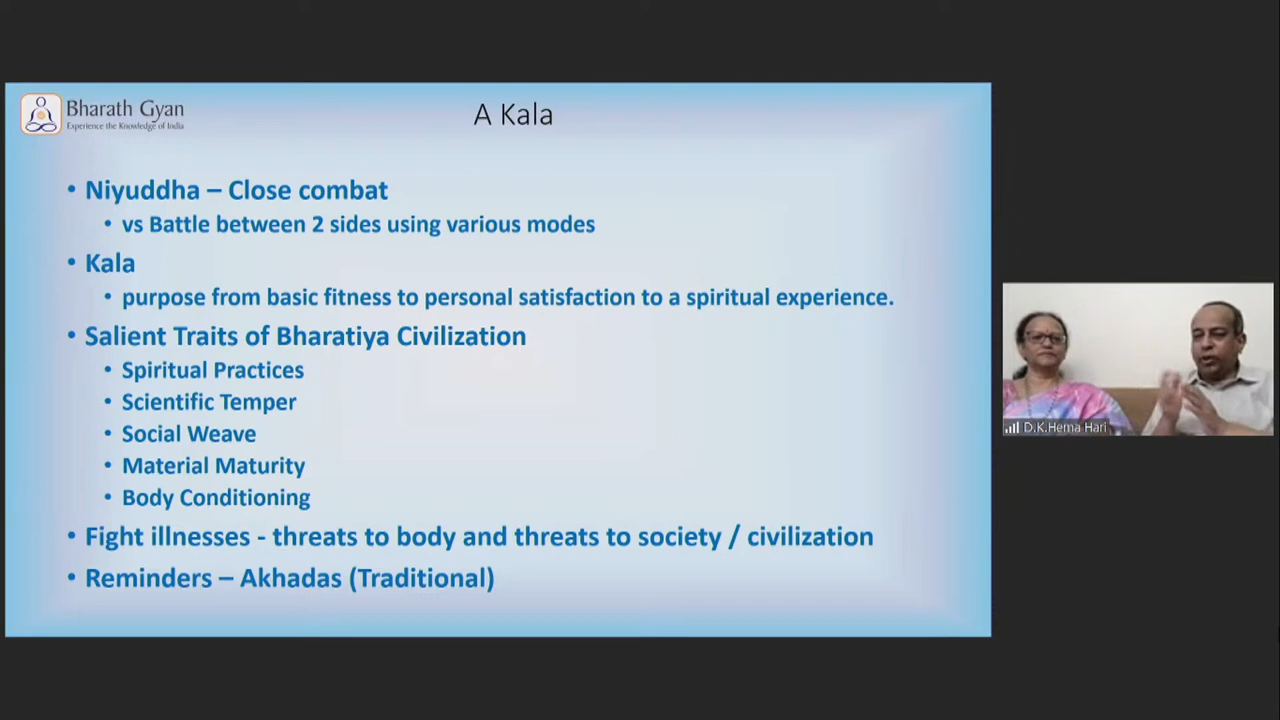 Bharath Gyan
Experience the Knowledge of India
A Kala
• Niyuddha – Close combat
• vs Battle between 2 sides using various modes
• Kala
• purpose from basic fitness to personal satisfaction to a spiritual experience.
• Salient Traits of Bharatiya Civilization
• Spiritual Practices
• Scientific Temper
• Social Weave
• Material Maturity
• Body Conditioning
• Fight illnesses - threats to body and threats to society / civilization
• Reminders – Akhadas (Traditional)
D.K.Hema Hari